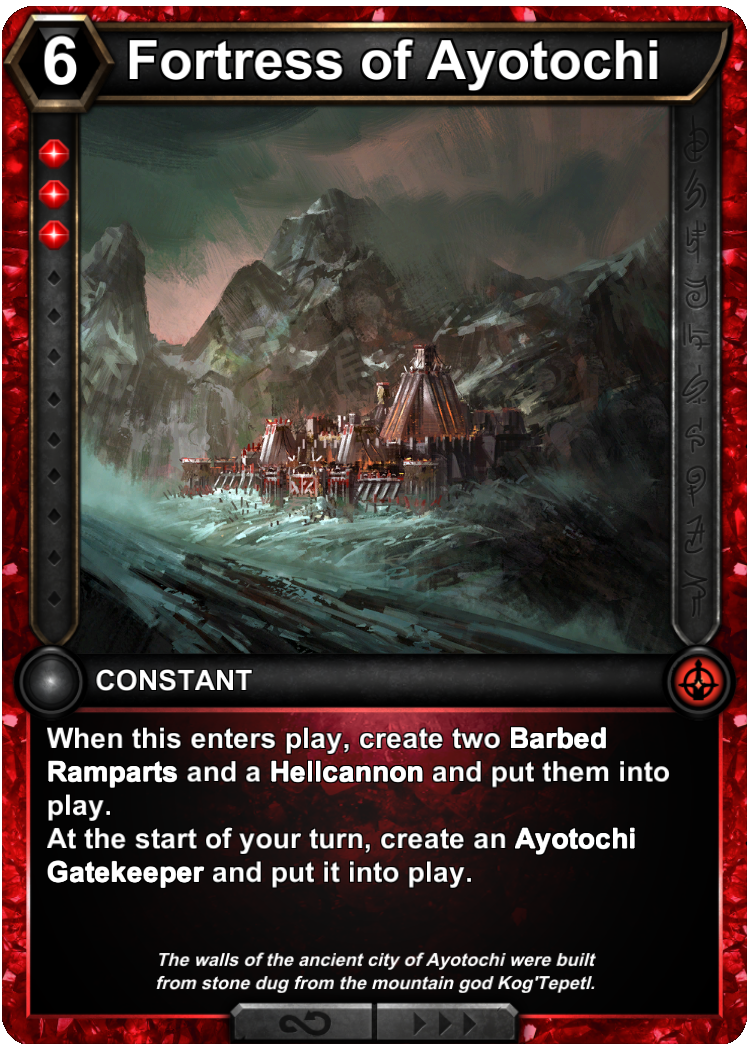 6
Fortress of Ayotochi
CONSTANT
When this enters play, create two Barbed
Ramparts and a Hellcannon and put them into
play.
At the start of your turn, create an Ayotochi
Gatekeeper and put it into play.
The walls of the ancient city of Ayotochi were built
from stone dug from the mountain god Kog'Tepetl.